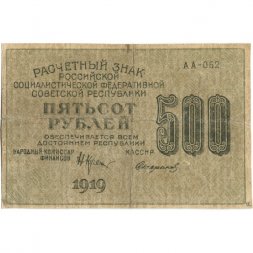 РАСЧЕТНЫЙ ЗНАК
РОССИЙСКОЙ
СОЦИАЛИСТИЧЕСКОЙ ФЕДЕРАТИВНОЙ
СОВЕТСКОЙ РЕСПУБЛИКИ
АА-052
ПЯТЬСОТ
РУБЛЕЙ
500
ОБЕСПЕЧИВАЕТСЯ ВСЕМ
ДОСТОЯНИЕМ РЕСПУБЛИКИ
НАРОДНЫЙ КОМИССАР
ФИНАНСОВ
КАССИР
1919